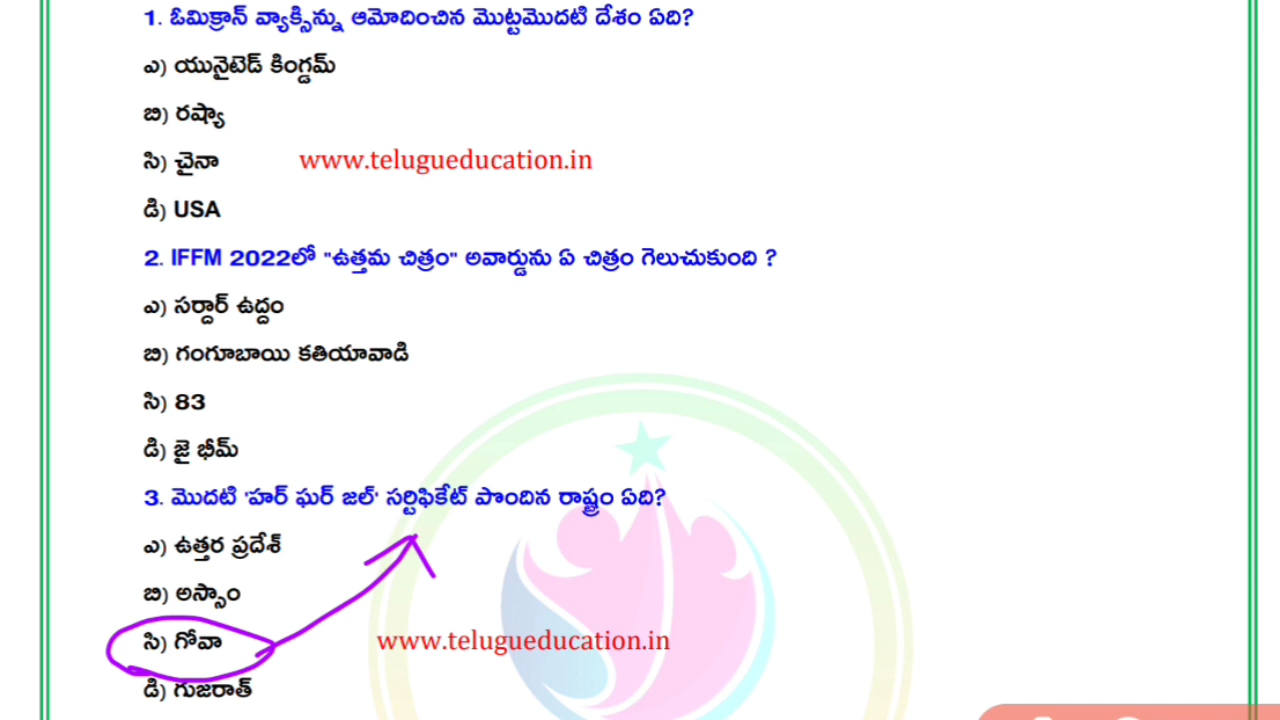 1. ఓమిక్రాన్ వ్యాక్సిన్ను ఆమోదించిన మొట్టమొదటి దేశం ఏది?
ఎ) యునైటెడ్ కింగ్డమ్
బి) రష్యా
సి) చైనా www.telugueducation.in
డి) USA
2. IFFM 2022లో "ఉత్తమ చిత్రం" అవార్డును ఏ చిత్రం గెలుచుకుంది ?
ఎ) సర్దార్ ఉద్దం
బి) గంగూబాయి కతియావాడి
సి) 83
డి) జై భీమ్
3. మొదటి 'హర్ ఘర్ జల్' సర్టిఫికేట్ పొందిన రాష్ట్రం ఏది?
ఎ) ఉత్తర ప్రదేశ్
బి) అస్సాం
సి) గోవా www.telugueducation.in
డి) గుజరాత్